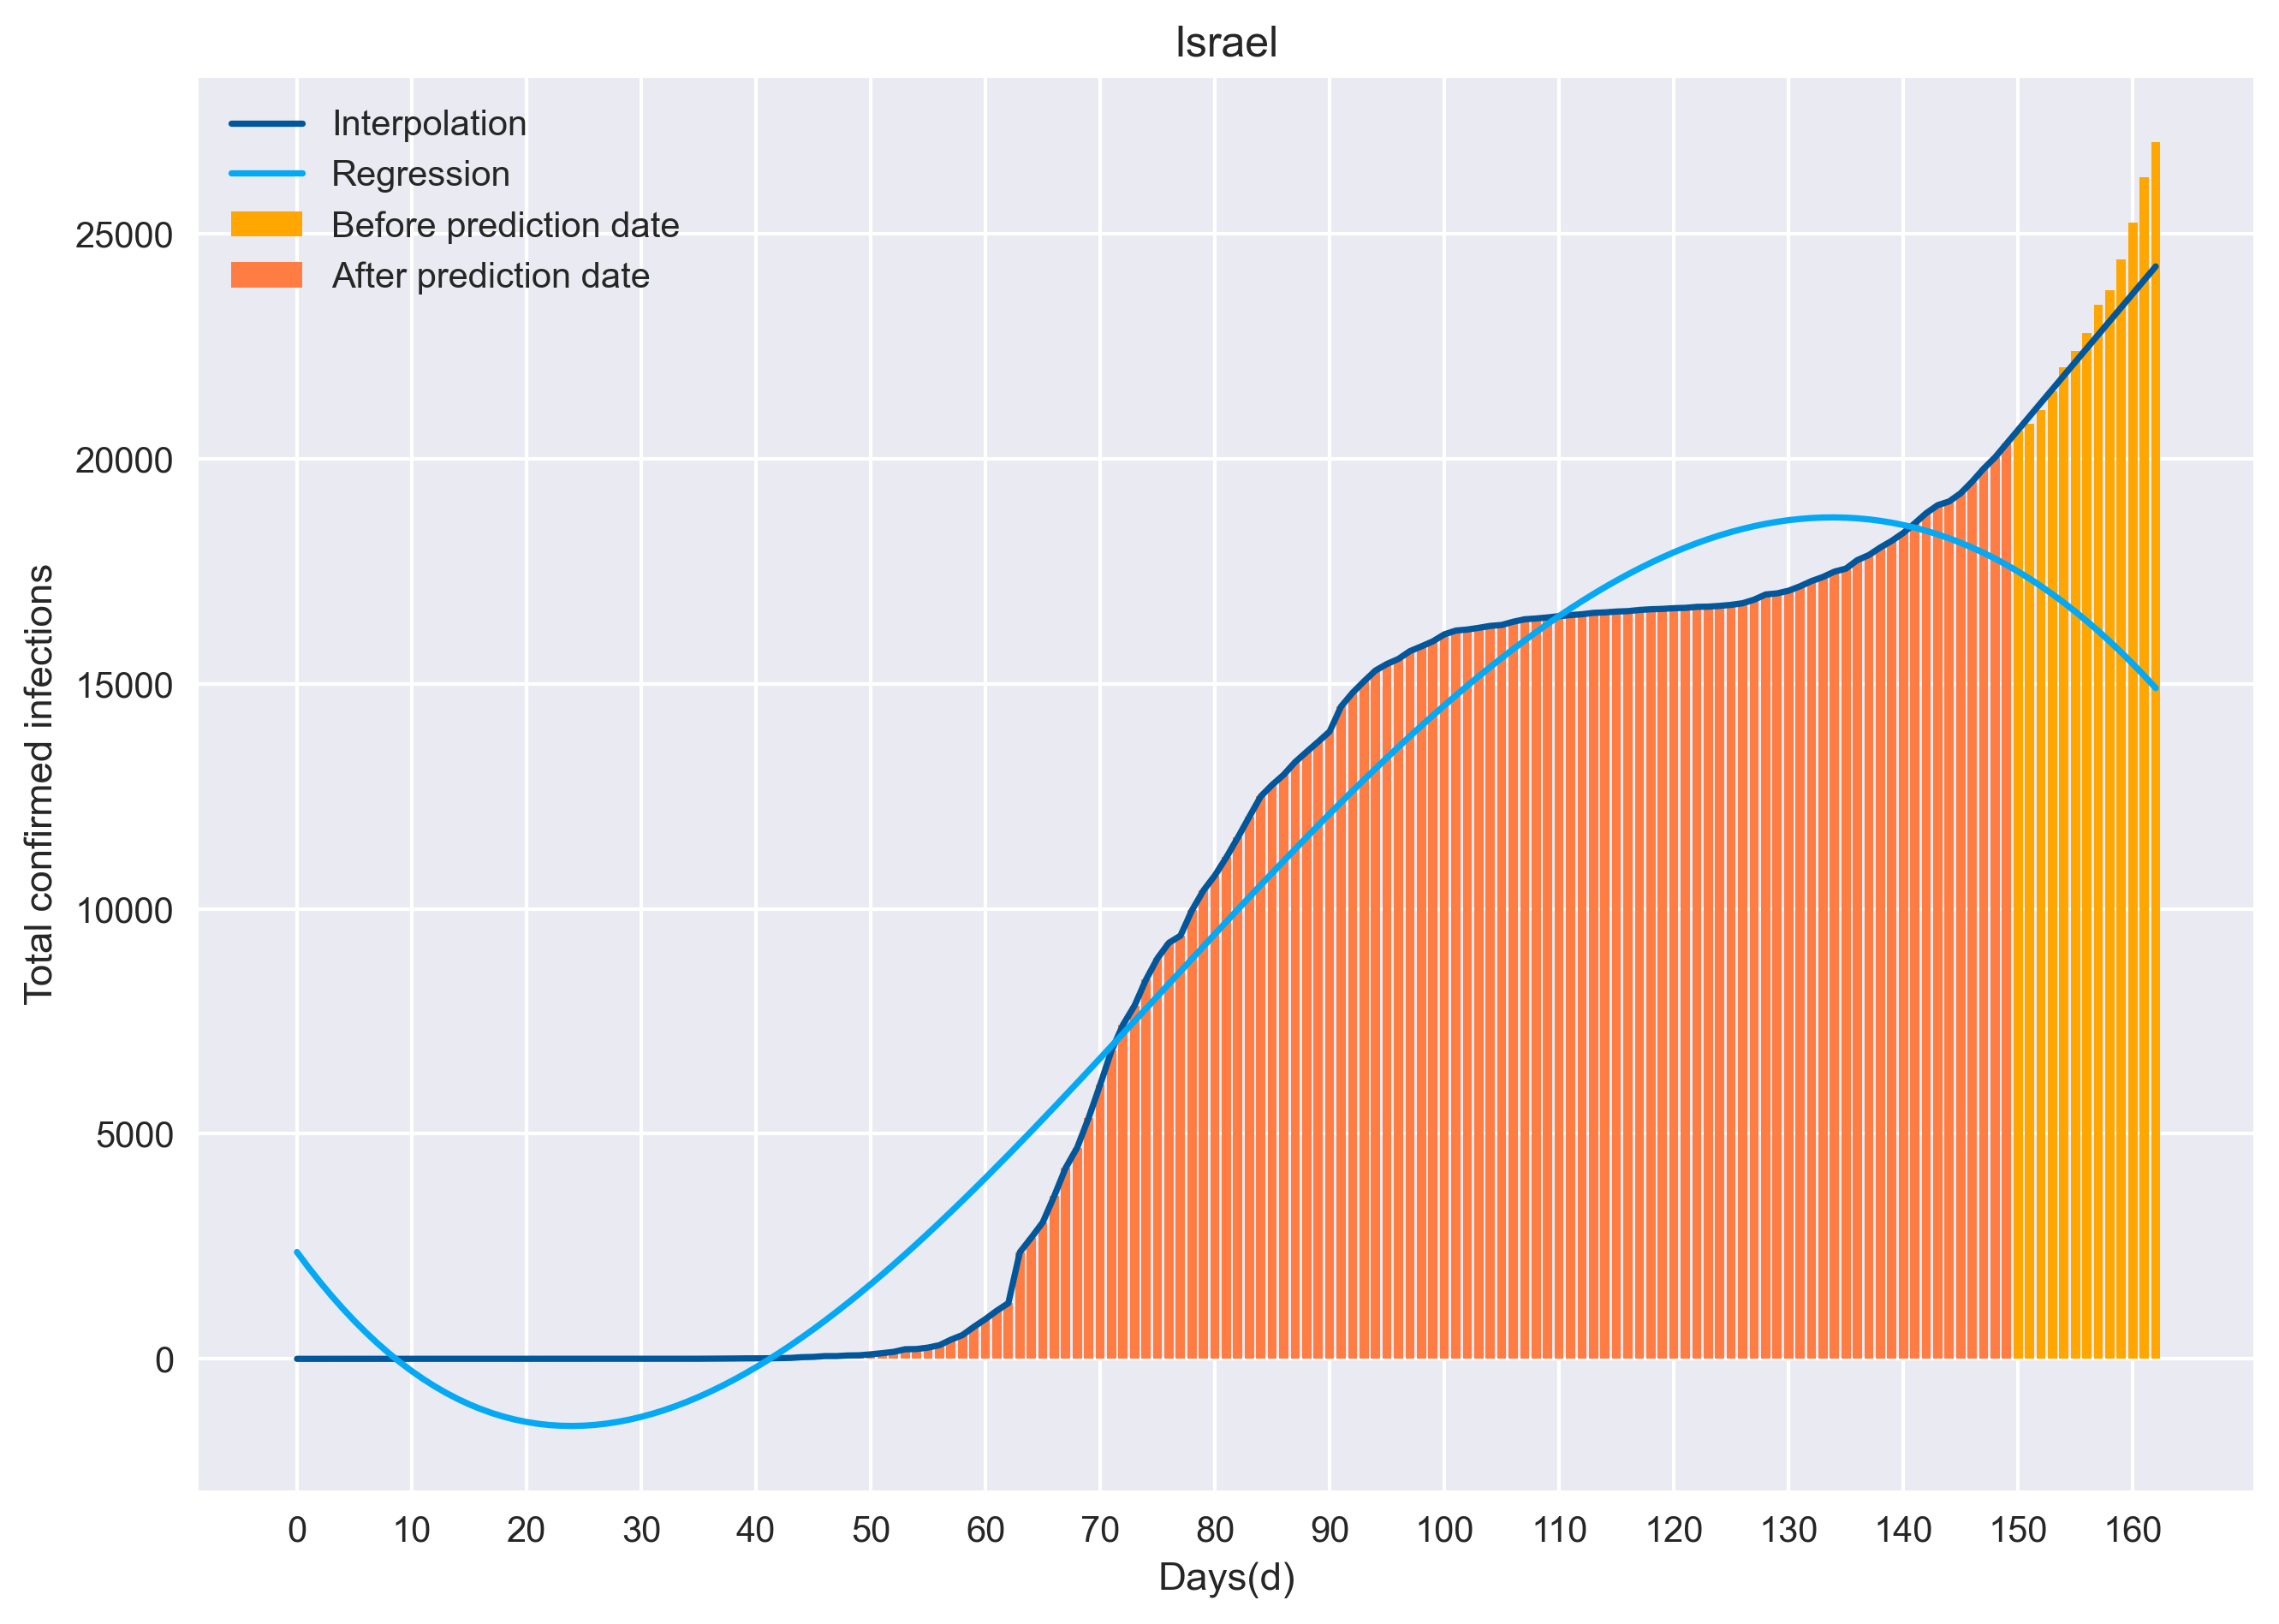 Israel
Interpolation
Regression
Before prediction date
After prediction date
Total confirmed infections
25000
20000
15000
10000
5000
0
0 10 20 30 40 50 60 70 80 90 100 110 120 130 140 150 160
Days(d)